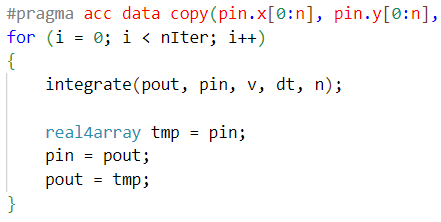 #pragma acc data copy(pin.x[0:n], pin.y[0:n],
for (i = 0; i < nIter; i++)
{
integrate(pout, pin, v, dt, n);
real4array tmp = pin;
pin = pout;
pout = tmp;
}